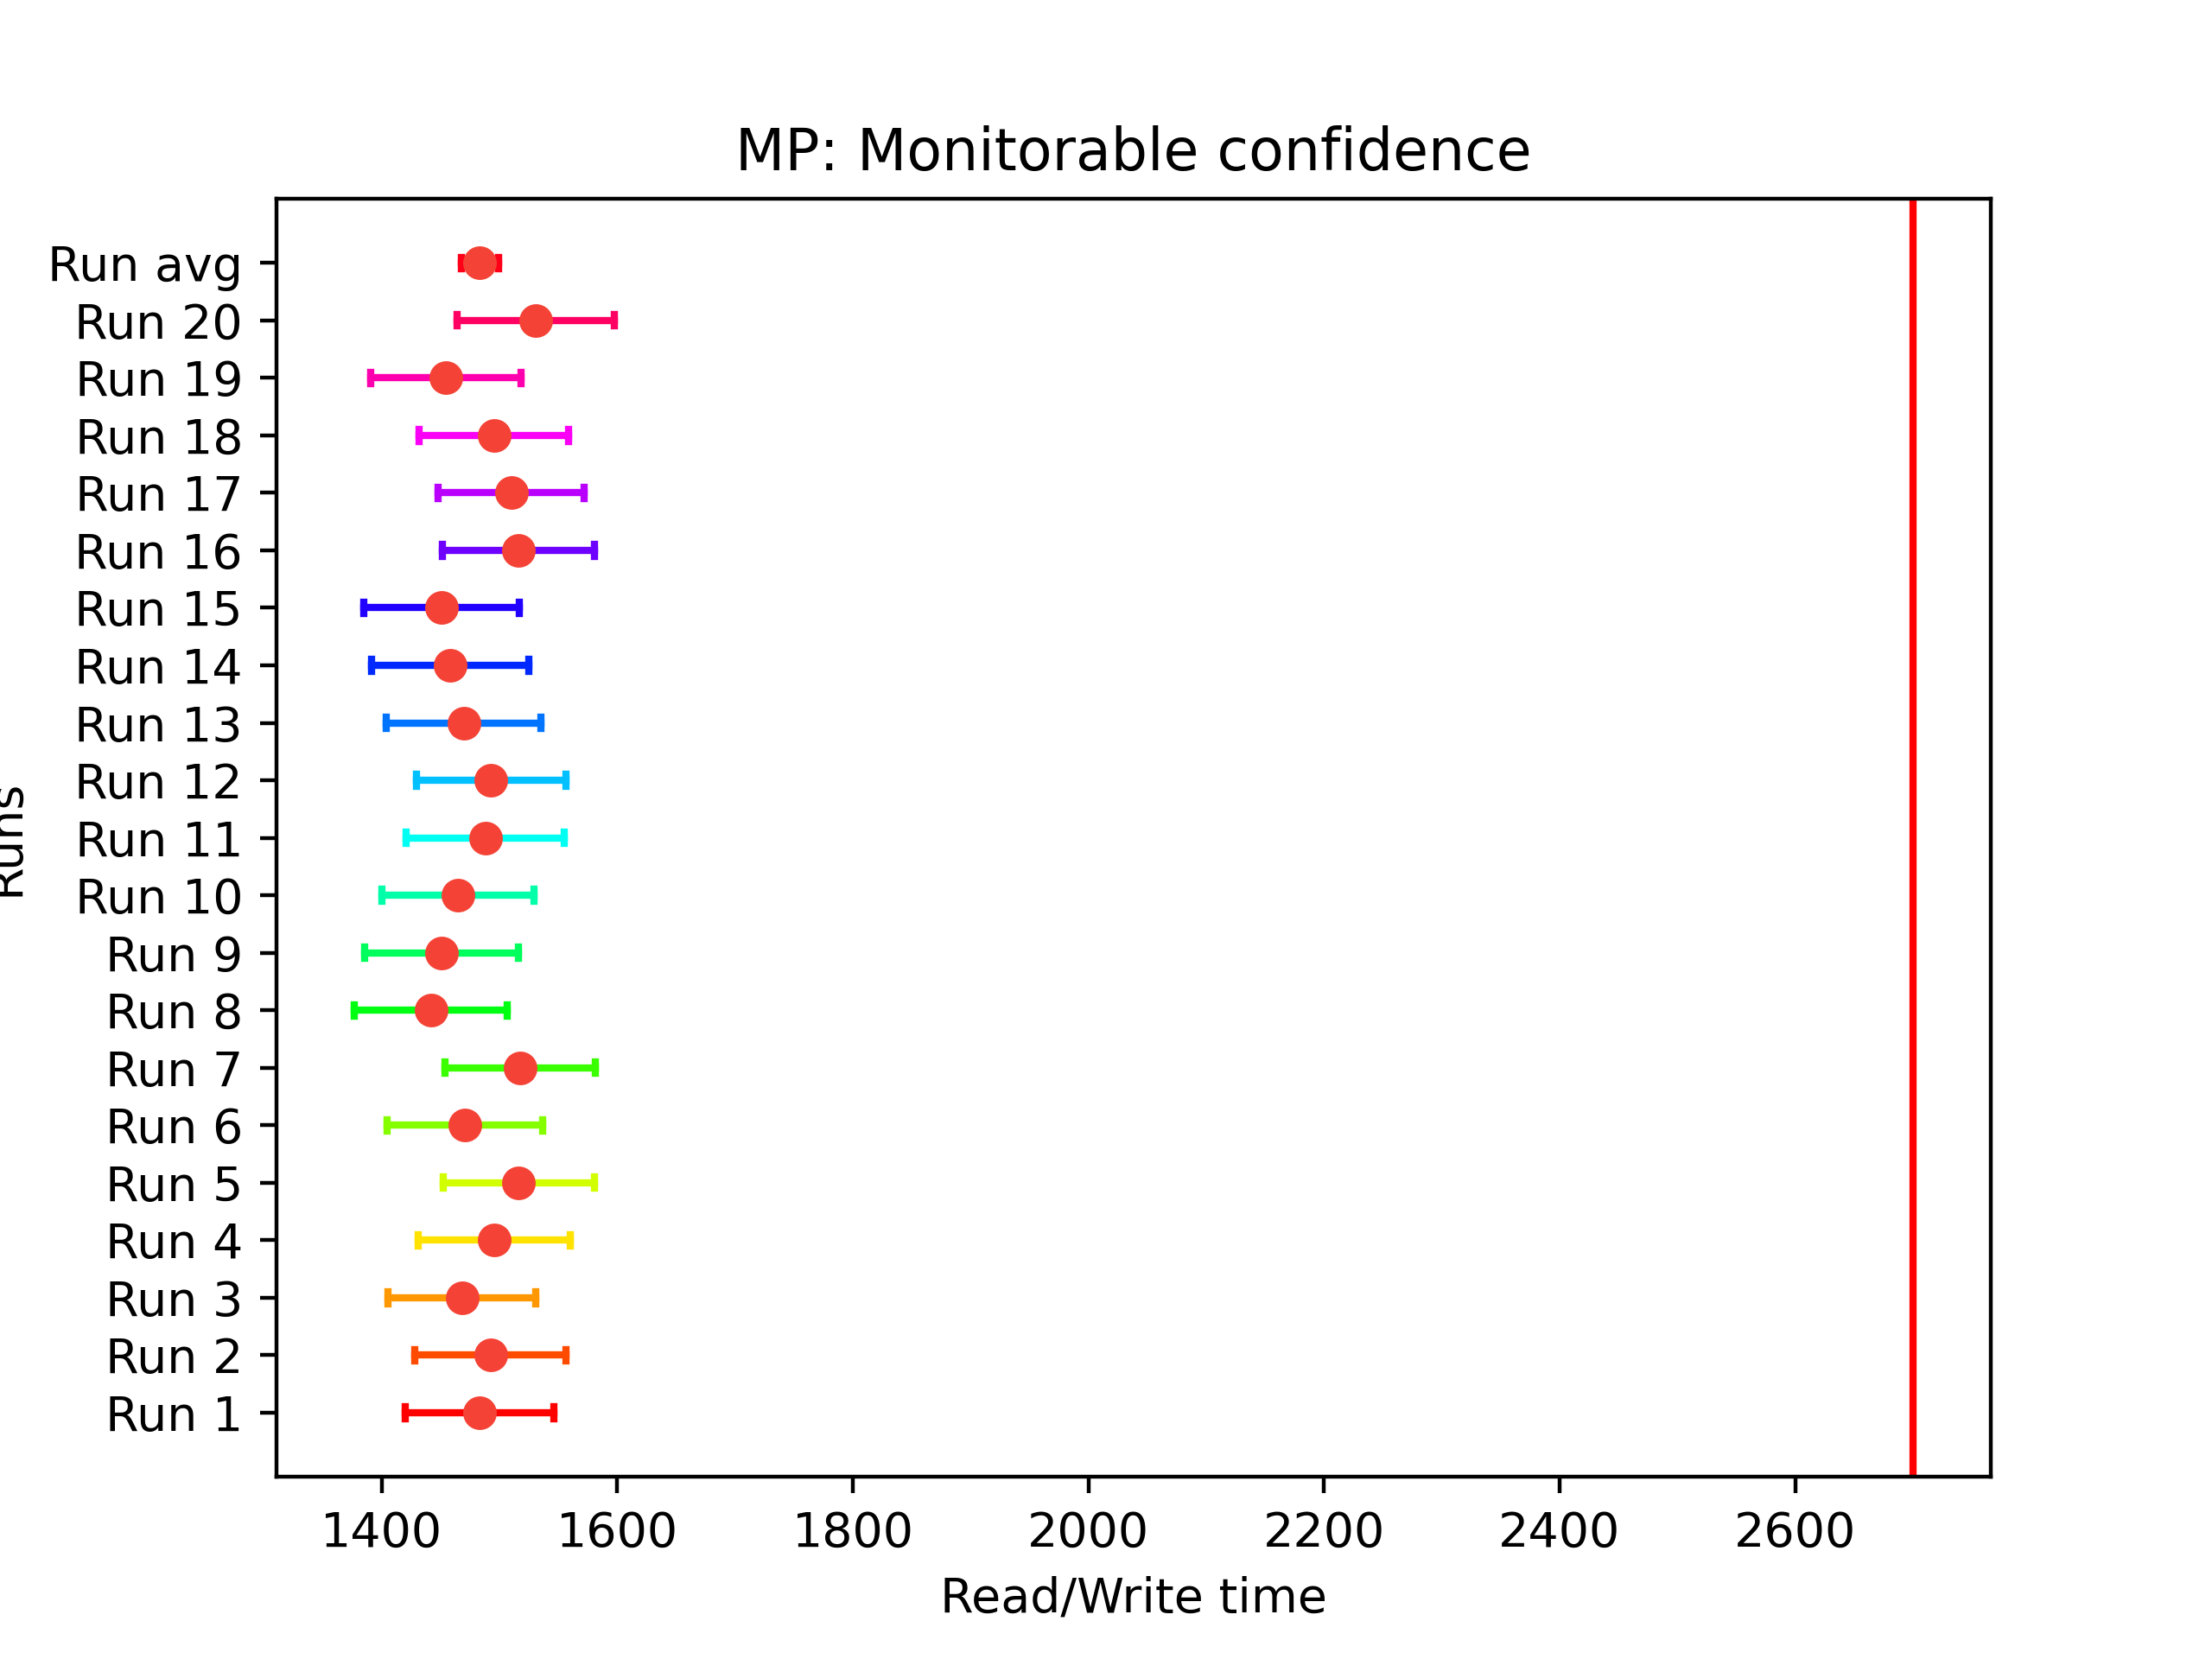 MP: Monitorable confidence
Run avg
Run 20
Run 19
Run 18
Run 17
Run 16
Run 15
Run 14
Run 13
Run 12
Run 11
Run 10
Run 9
Run 8
Run 7
Run 6
Run 5
Run 4
Run 3
Run 2
Run 1
Runs
1400 1600 1800 2000 2200 2400 2600
Read/Write time